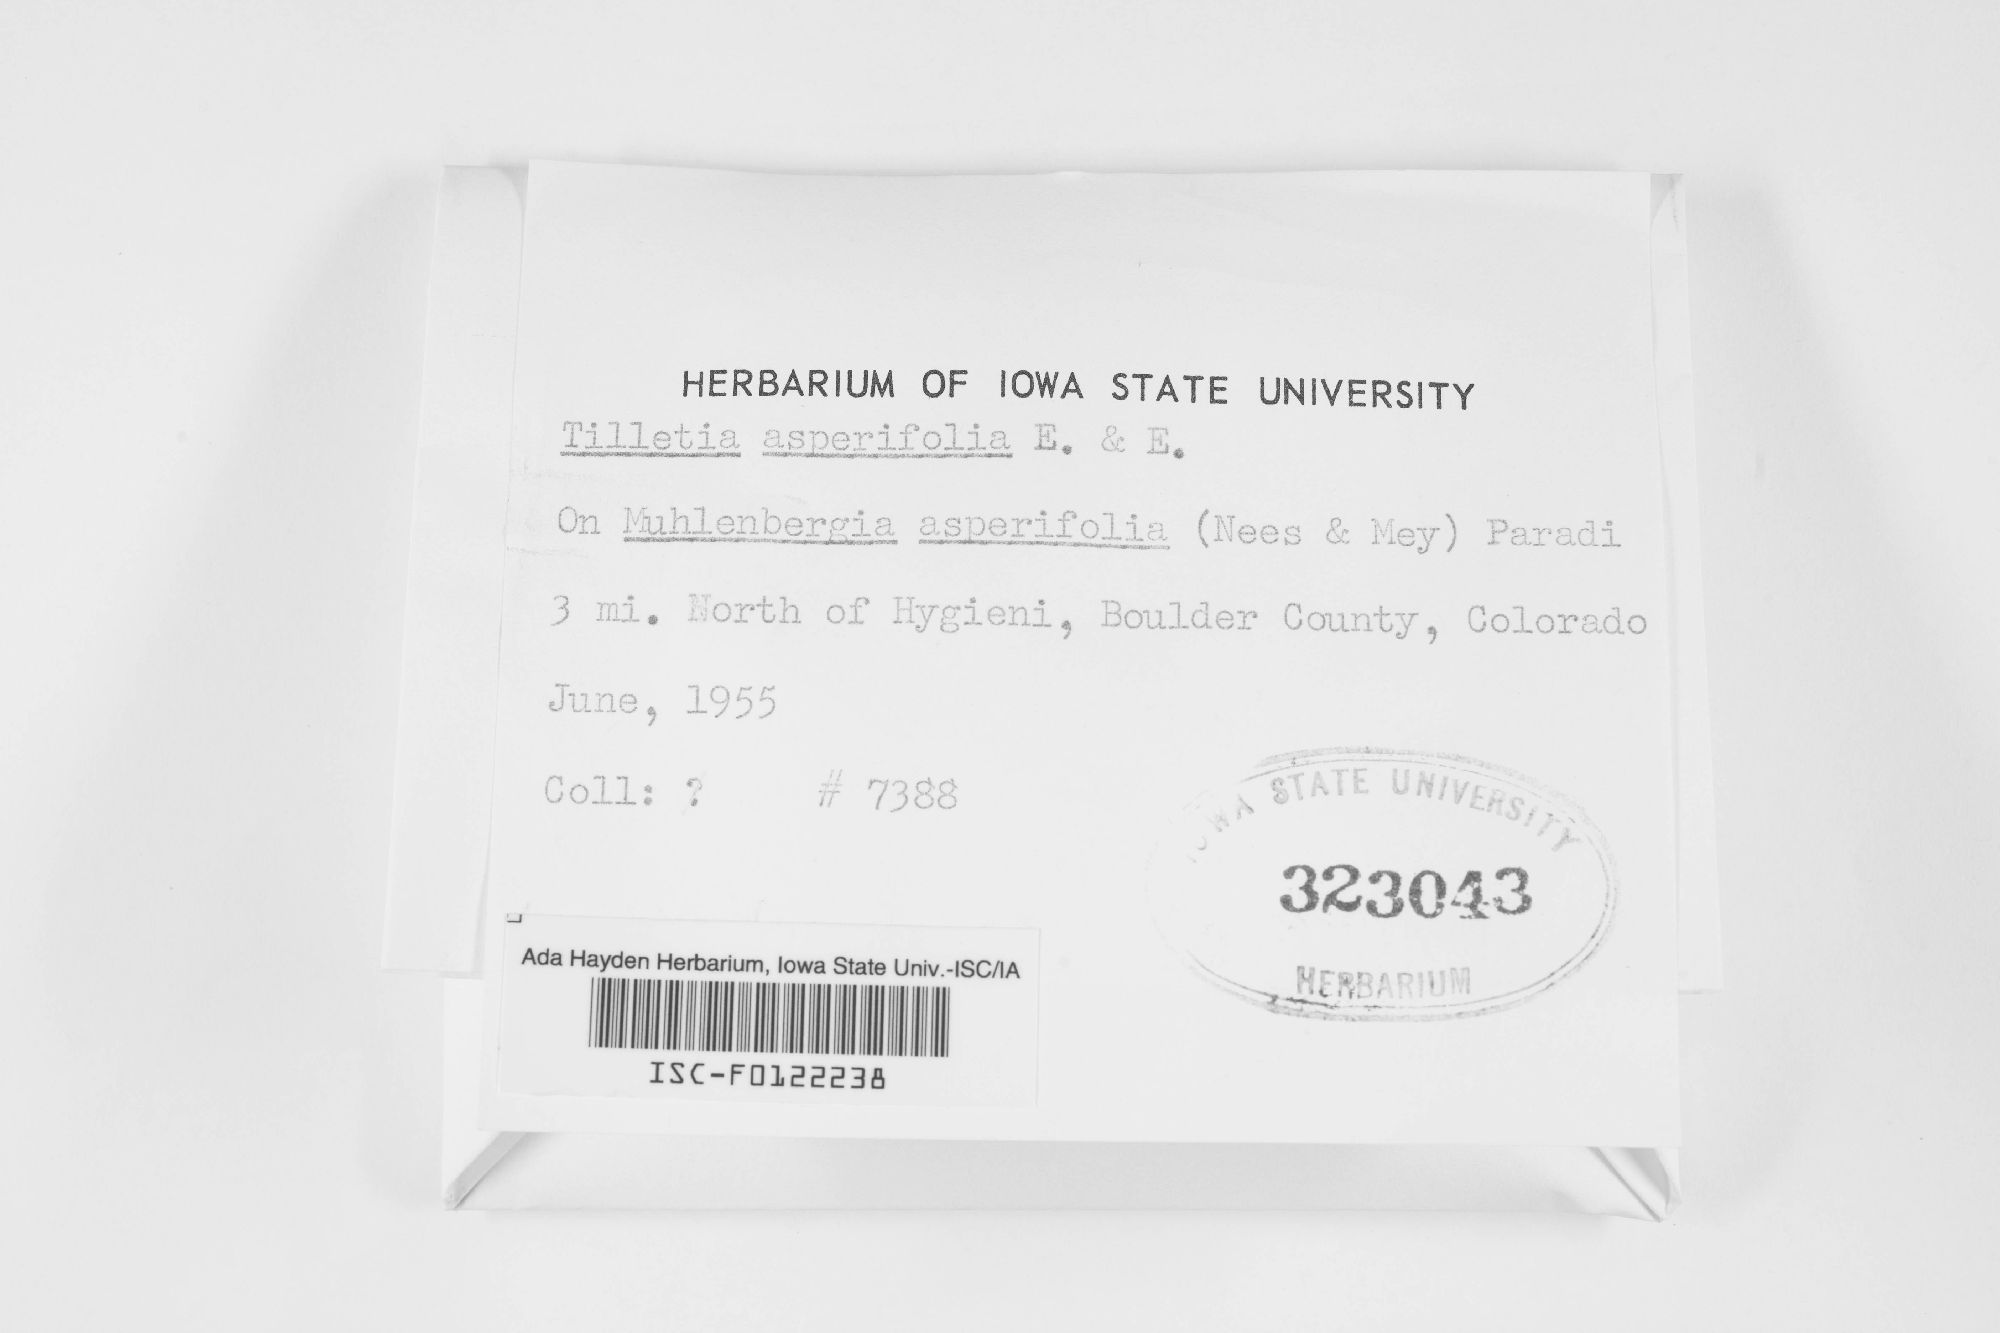 HERBARIUM OF IOWA STATE UNIVERSITY
Tilletia asperifolia E. & E.
On Muhlenbergia asperifolia (Nees & Mey) Paradi
3 mi. North of Hygieni, Boulder County, Colorado
June, 1955
Coll: ? # 7388
IOWA STATE UNIVERSITY
323043
HERBARIUM
Ada Hayden Herbarium, Iowa State Univ.-ISC/IA
ISC-F0122238